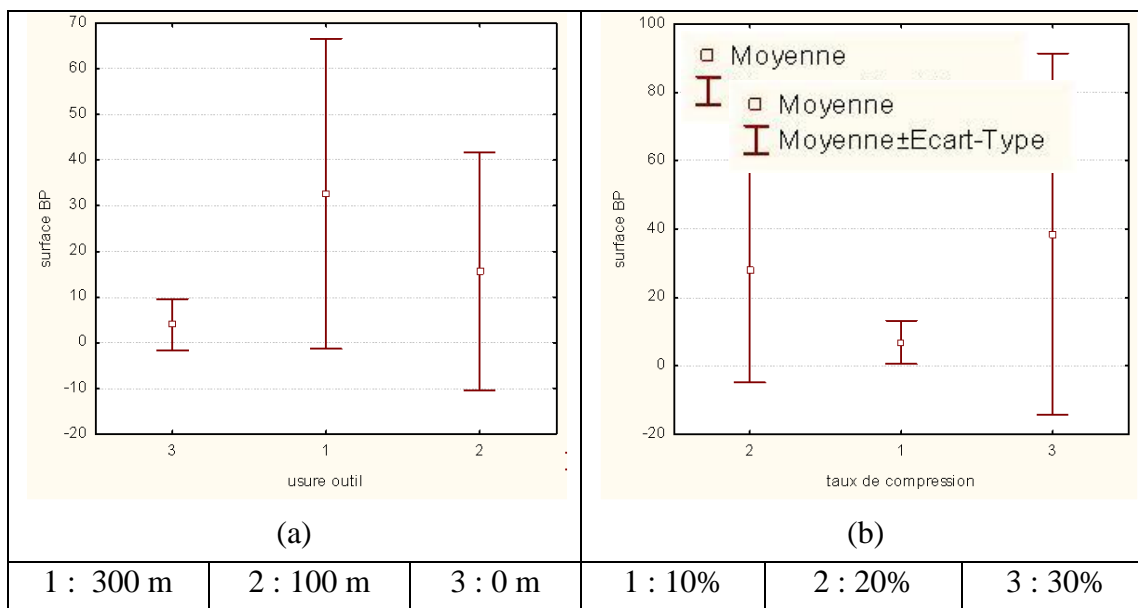 70
60
50
40
30
20
10
0
-10
-20
surface BP
3 1 2
usure outil
(a)
100
80
60
40
20
0
-20
surface BP
Moyenne
Moyenne
Moyenne±Ecart-Type
2 1 3
taux de compression
(b)
1 : 300 m 2 : 100 m 3 : 0 m 1 : 10% 2 : 20% 3 : 30%